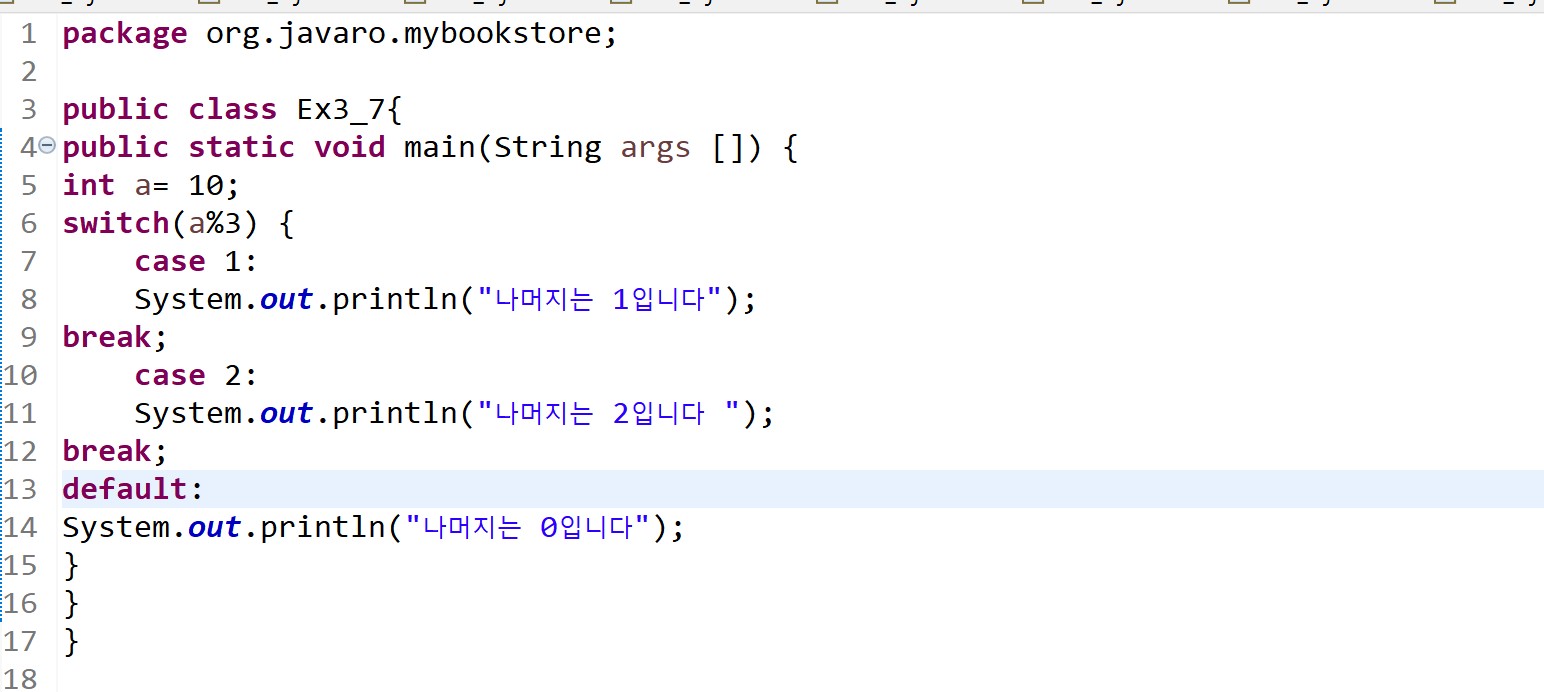 1 package org.javaro.mybookstore;
2
3 public class Ex3_7{
4 public static void main(String args []) {
5 int a= 10;
6 switch(a%3) {
7     case 1:
8     System.out.println("나머지는 1입니다");
9 break;
10     case 2:
11     System.out.println("나머지는 2입니다 ");
12 break;
13 default:
14 System.out.println("나머지는 0입니다");
15 }
16 }
17 }
18